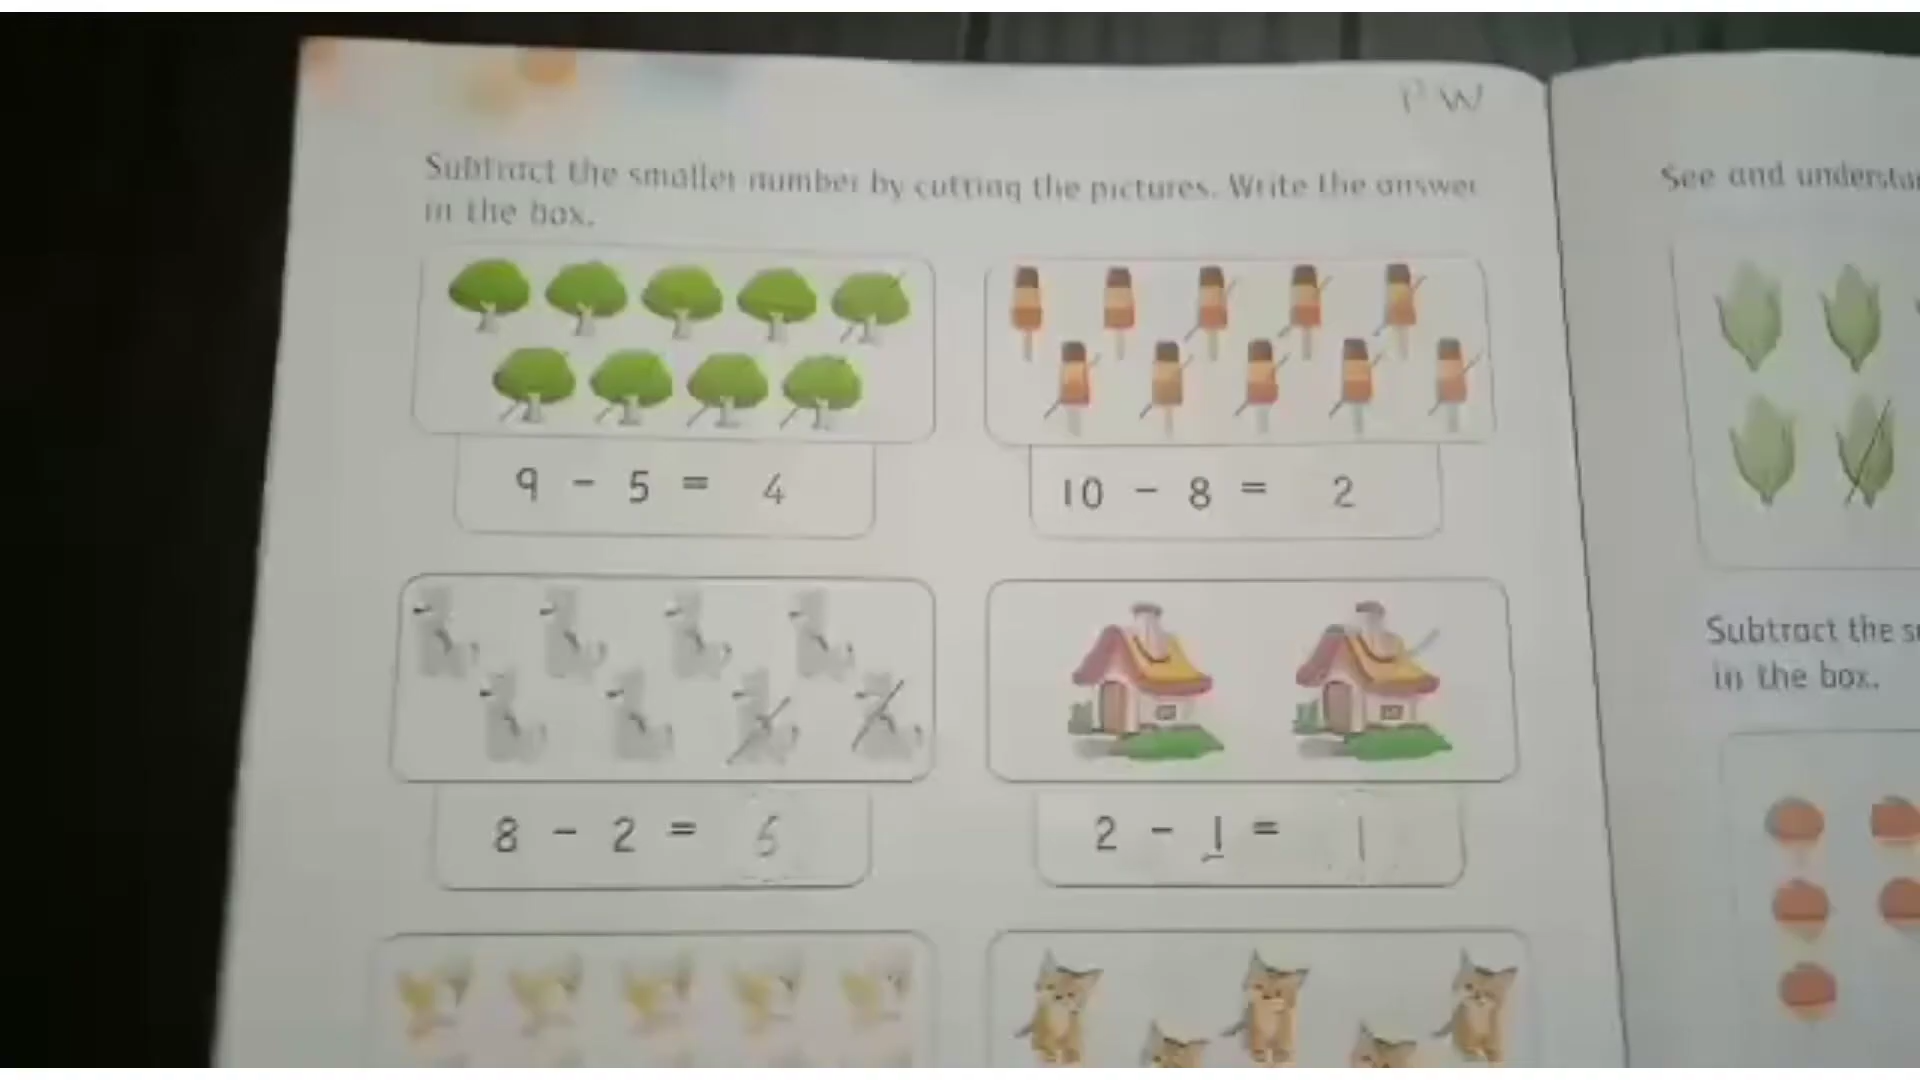 PW
Subtract the smaller number by cutting the pictures. Write the answer
in the box.
9 - 5 = 4
10 - 8 = 2
8 - 2 = 6
2 - 1 = 1
See and
Subtract the
in the box.